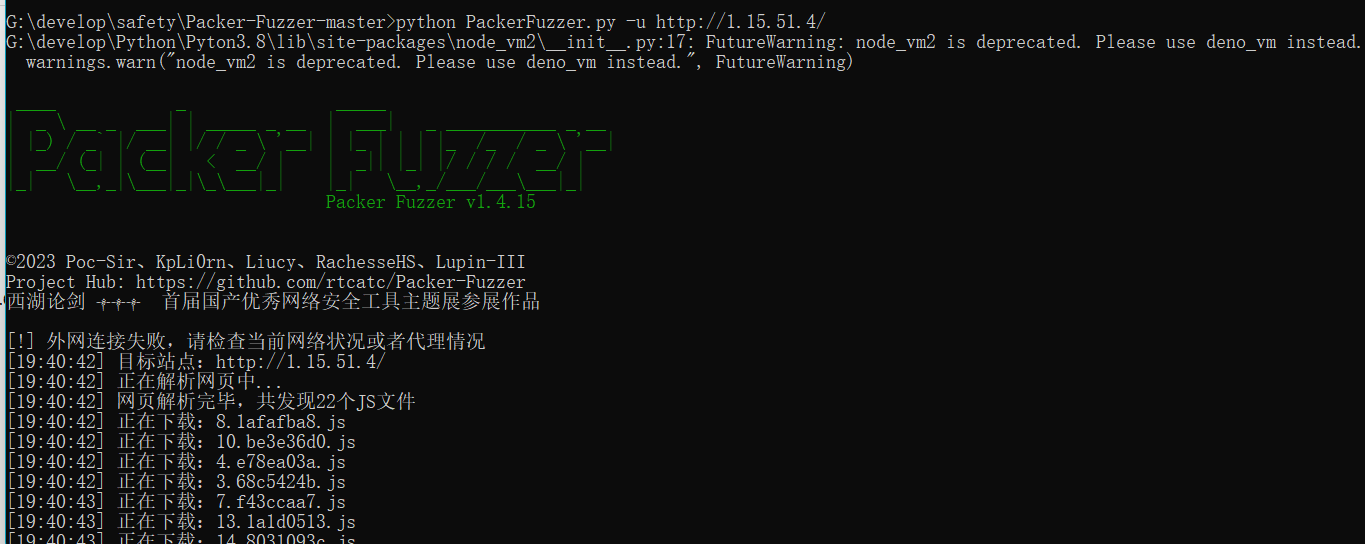 G:\develop\safety\Packer-Fuzzer-master>python PackerFuzzer.py -u http://1.15.51.4/
G:\develop\Python\Pyton3.8\lib\site-packages\node_vm2\__init__.py:17: FutureWarning: node_vm2 is deprecated. Please use deno_vm instead.
warnings.warn("node_vm2 is deprecated. Please use deno_vm instead.", FutureWarning)
Packer Fuzzer
Packer Fuzzer v1.4.15
©2023 Poc-Sir、KpLi0rn、Liucy、RachesseHS、Lupin-III
Project Hub: https://github.com/rtcatc/Packer-Fuzzer
西湖论剑 首届国产优秀网络安全工具主题展参展作品
[!] 外网连接失败，请检查当前网络状况或者代理情况
[19:40:42] 目标站点：http://1.15.51.4/
[19:40:42] 正在解析网页中...
[19:40:42] 网页解析完毕，共发现22个JS文件
[19:40:42] 正在下载：8.1afafba8.js
[19:40:42] 正在下载：10.be3e36d0.js
[19:40:42] 正在下载：4.e78ea03a.js
[19:40:42] 正在下载：3.68c5424b.js
[19:40:43] 正在下载：7.f43ccaa7.js
[19:40:43] 正在下载：13.1a1d0513.js
[19:40:43] 正在下载：14.8031093c.js